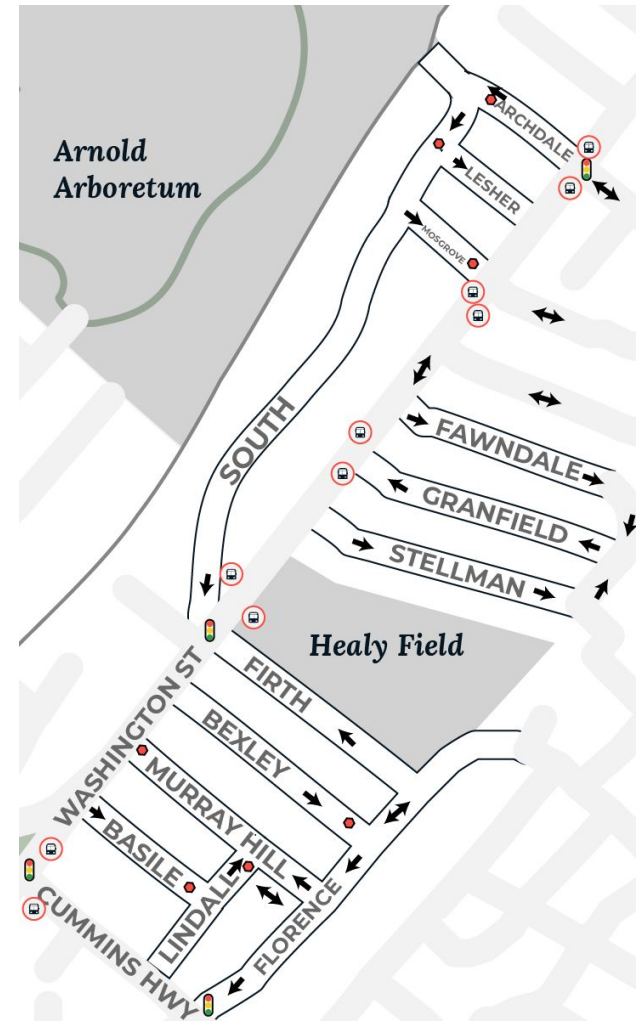 Arnold
Arboretum
ARCHDALE
LESHER
MOSGROVE
SOUTH
FAWNDALE
GRANFIELD
STELLMAN
Healy Field
WASHINGTON ST
FIRTH
BEXLEY
MURRAY HILL
BASILE
LINDALL
FLORENCE
CUMMINS HWY